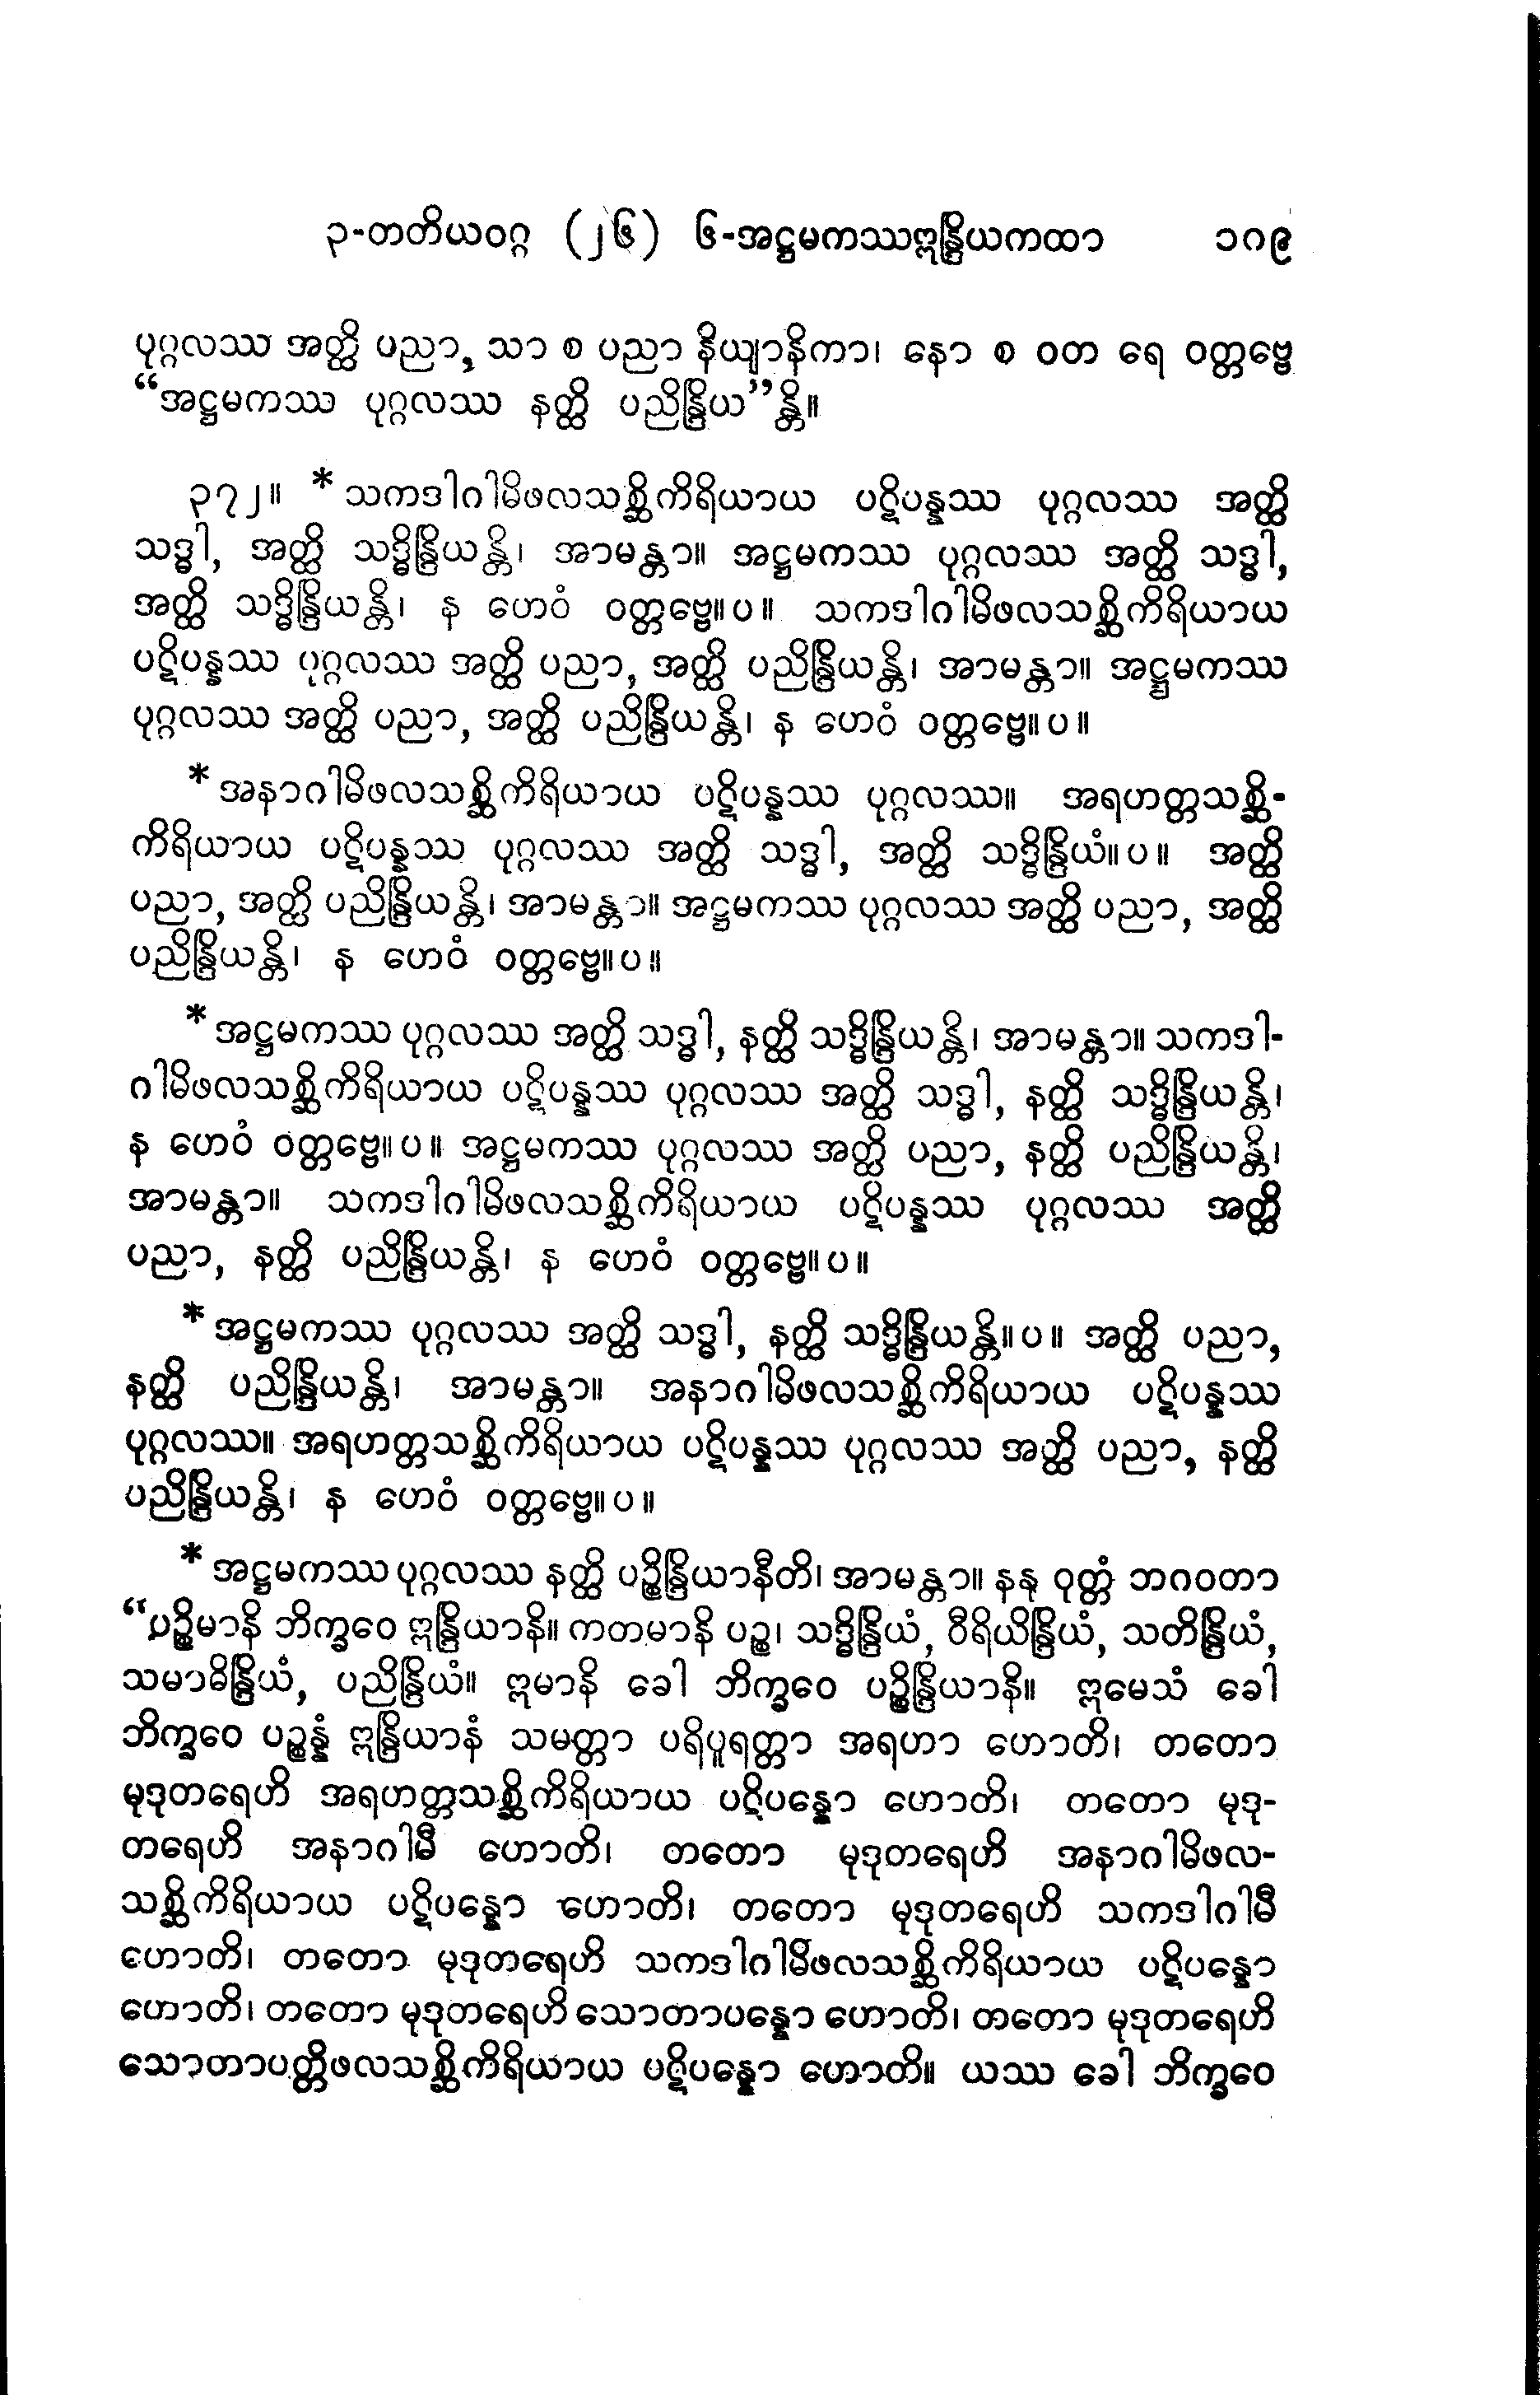 ၃-တတိယဝဂ္ဂ (၂၆) ၆-အဋ္ဌမကဿဣန္ဒြိယကထာ ၁၀၉
ပုဂ္ဂလဿ အတ္ထိ ပညာ, သာ စ ပညာ နိယျာနိကာ၊ နော စ ဝတ ရေ ဝတ္တဗ္ဗေ
“အဋ္ဌမကဿ ပုဂ္ဂလဿ နတ္ထိ ပညိန္ဒြိယ”န္တိ။
၃၇၂။ * သကဒါဂါမိဖလသစ္ဆိကိရိယာယ ပဋိပန္နဿ ပုဂ္ဂလဿ အတ္ထိ
သဒ္ဓါ, အတ္ထိ သဒ္ဓိန္ဒြိယန္တိ၊ အာမန္တာ။ အဋ္ဌမကဿ ပုဂ္ဂလဿ အတ္ထိ သဒ္ဓါ,
အတ္ထိ သဒ္ဓိန္ဒြိယန္တိ၊ န ဟေဝံ ဝတ္တဗ္ဗေ။ပ။ သကဒါဂါမိဖလသစ္ဆိကိရိယာယ
ပဋိပန္နဿ ပုဂ္ဂလဿ အတ္ထိ ပညာ, အတ္ထိ ပညိန္ဒြိယန္တိ၊ အာမန္တာ။ အဋ္ဌမကဿ
ပုဂ္ဂလဿ အတ္ထိ ပညာ, အတ္ထိ ပညိန္ဒြိယန္တိ၊ န ဟေဝံ ဝတ္တဗ္ဗေ။ပ။
* အနာဂါမိဖလသစ္ဆိကိရိယာယ ပဋိပန္နဿ ပုဂ္ဂလဿ။ အရဟတ္တသစ္ဆိ-
ကိရိယာယ ပဋိပန္နဿ ပုဂ္ဂလဿ အတ္ထိ သဒ္ဓါ, အတ္ထိ သဒ္ဓိန္ဒြိယံ။ပ။ အတ္ထိ
ပညာ, အတ္ထိ ပညိန္ဒြိယန္တိ၊ အာမန္တာ။ အဋ္ဌမကဿ ပုဂ္ဂလဿ အတ္ထိ ပညာ, အတ္ထိ
ပညိန္ဒြိယန္တိ၊ န ဟေဝံ ဝတ္တဗ္ဗေ။ပ။
* အဋ္ဌမကဿ ပုဂ္ဂလဿ အတ္ထိ သဒ္ဓါ, နတ္ထိ သဒ္ဓိန္ဒြိယန္တိ၊ အာမန္တာ။ သကဒါ-
ဂါမိဖလသစ္ဆိကိရိယာယ ပဋိပန္နဿ ပုဂ္ဂလဿ အတ္ထိ သဒ္ဓါ, နတ္ထိ သဒ္ဓိန္ဒြိယန္တိ၊
န ဟေဝံ ဝတ္တဗ္ဗေ။ပ။ အဋ္ဌမကဿ ပုဂ္ဂလဿ အတ္ထိ ပညာ, နတ္ထိ ပညိန္ဒြိယန္တိ၊
အာမန္တာ။ သကဒါဂါမိဖလသစ္ဆိကိရိယာယ ပဋိပန္နဿ ပုဂ္ဂလဿ အတ္ထိ
ပညာ, နတ္ထိ ပညိန္ဒြိယန္တိ၊ န ဟေဝံ ဝတ္တဗ္ဗေ။ပ။
* အဋ္ဌမကဿ ပုဂ္ဂလဿ အတ္ထိ သဒ္ဓါ, နတ္ထိ သဒ္ဓိန္ဒြိယန္တိ။ပ။ အတ္ထိ ပညာ,
နတ္ထိ ပညိန္ဒြိယန္တိ၊ အာမန္တာ။ အနာဂါမိဖလသစ္ဆိကိရိယာယ ပဋိပန္နဿ
ပုဂ္ဂလဿ။ အရဟတ္တသစ္ဆိကိရိယာယ ပဋိပန္နဿ ပုဂ္ဂလဿ အတ္ထိ ပညာ, နတ္ထိ
ပညိန္ဒြိယန္တိ၊ န ဟေဝံ ဝတ္တဗ္ဗေ။ပ။
* အဋ္ဌမကဿ ပုဂ္ဂလဿ နတ္ထိ ပဉ္စိန္ဒြိယာနီတိ၊ အာမန္တာ။ နနု ဝုတ္တံ ဘဂဝတာ
“ပဉ္စိမာနိ ဘိက္ခဝေ ဣန္ဒြိယာနိ။ ကတမာနိ ပဉ္စ၊ သဒ္ဓိန္ဒြိယံ, ဝီရိယိန္ဒြိယံ, သတိန္ဒြိယံ,
သမာဓိန္ဒြိယံ, ပညိန္ဒြိယံ။ ဣမာနိ ခေါ ဘိက္ခဝေ ပဉ္စိန္ဒြိယာနိ။ ဣမေသံ ခေါ
ဘိက္ခဝေ ပဉ္စန္နံ ဣန္ဒြိယာနံ သမတ္တာ ပရိပူရတ္တာ အရဟာ ဟောတိ၊ တတော
မုဒုတရေဟိ အရဟတ္တသစ္ဆိကိရိယာယ ပဋိပန္နော ဟောတိ၊ တတော မုဒု-
တရေဟိ အနာဂါမီ ဟောတိ၊ တတော မုဒုတရေဟိ အနာဂါမိဖလ-
သစ္ဆိကိရိယာယ ပဋိပန္နော ဟောတိ၊ တတော မုဒုတရေဟိ သကဒါဂါမီ
ဟောတိ၊ တတော မုဒုတရေဟိ သကဒါဂါမိဖလသစ္ဆိကိရိယာယ ပဋိပန္နော
ဟောတိ၊ တတော မုဒုတရေဟိ သောတာပန္နော ဟောတိ၊ တတော မုဒုတရေဟိ
သောတာပတ္တိဖလသစ္ဆိကိရိယာယ ပဋိပန္နော ဟောတိ။ ယဿ ခေါ ဘိက္ခဝေ